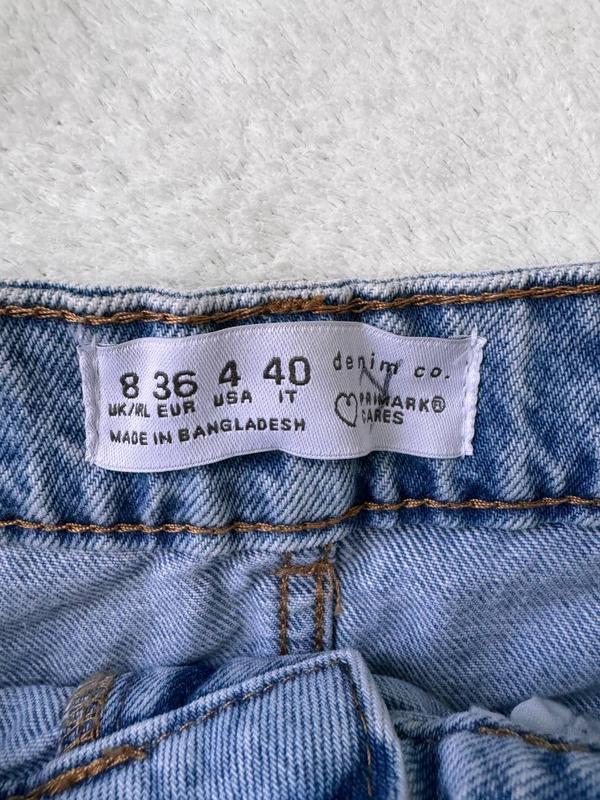 8 36 4 40
UK/IRL EUR USA IT
MADE IN BANGLADESH
denim co.
PRIMARK®
CARES